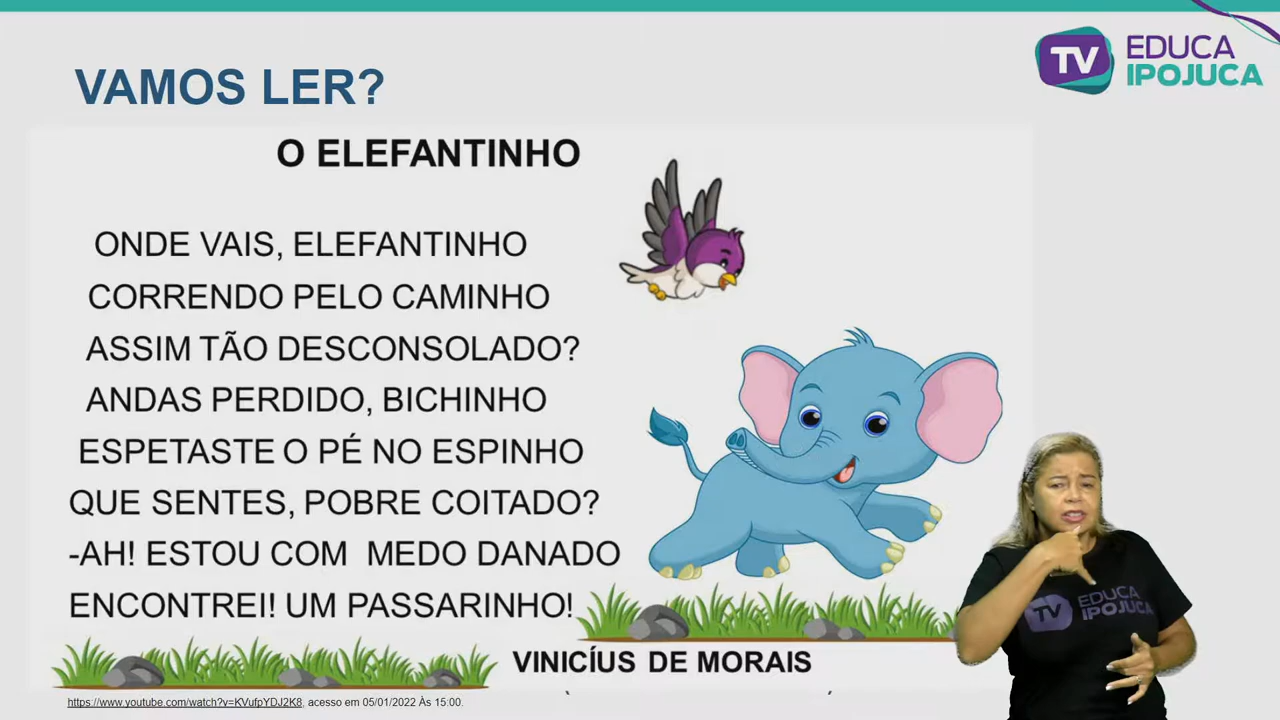 TV EDUCA
IPOJUCA
VAMOS LER?
O ELEFANTINHO
ONDE VAIS, ELEFANTINHO
CORRENDO PELO CAMINHO
ASSIM TÃO DESCONSOLADO?
ANDAS PERDIDO, BICHINHO
ESPETASTE O PÉ NO ESPINHO
QUE SENTES, POBRE COITADO?
-AH! ESTOU COM MEDO DANADO
ENCONTREI! UM PASSARINHO!
VINICÍUS DE MORAIS
TV EDUCA
IPOJUCA
https://www.youtube.com/watch?v=KVufpYDJ2K8, acesso em 05/01/2022 Às 15:00.